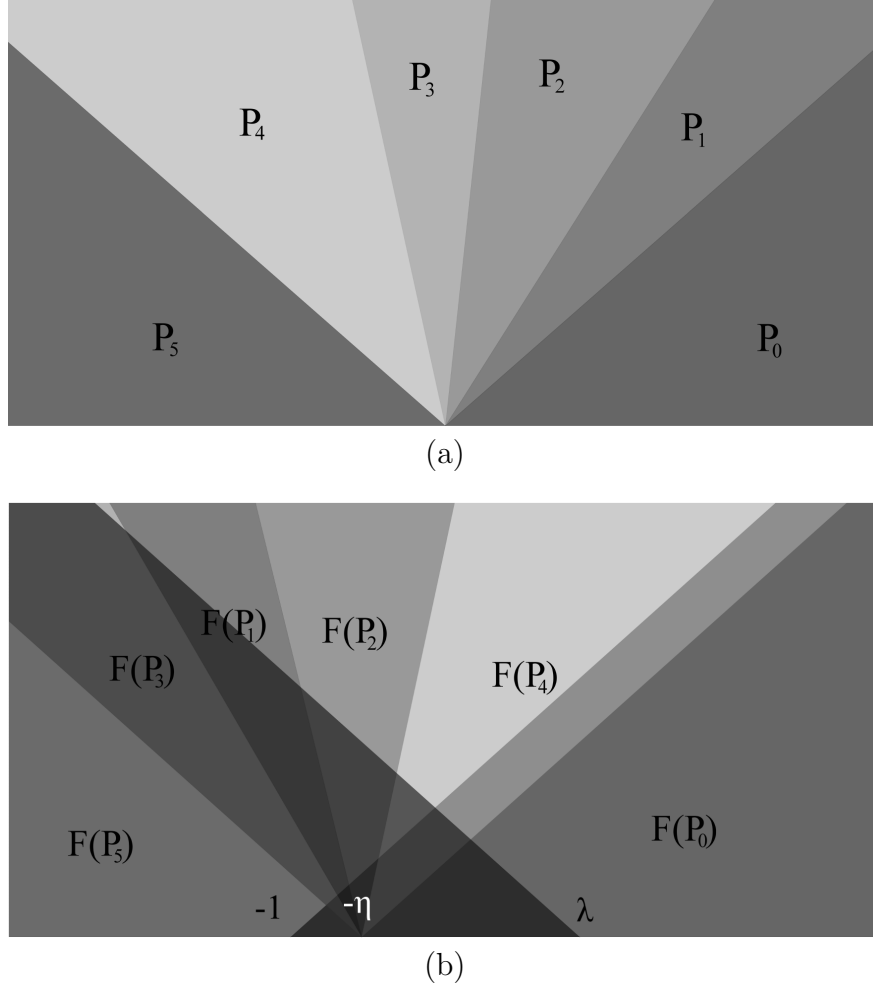 P₃ P₂
P₄ P₁
P₅ P₀
(a)
F(P₁) F(P₂)
F(P₃) F(P₄)
F(P₅) F(P₀)
-1 -η λ
(b)